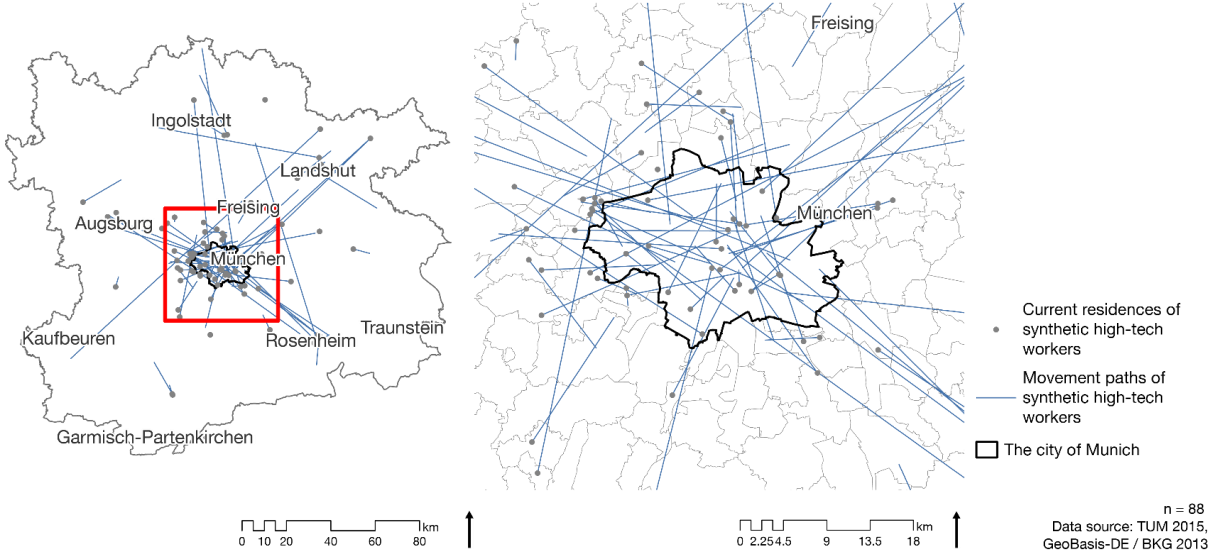 Ingolstadt
Landshut
Freising
Augsburg
München
Kaufbeuren
Rosenheim
Traunstein
Garmisch-Partenkirchen
km
0 10 20 40 60 80
Freising
München
km
0 2.25 4.5 9 13.5 18
Current residences of
synthetic high-tech
workers
Movement paths of
synthetic high-tech
workers
The city of Munich
n = 88
Data source: TUM 2015,
GeoBasis-DE / BKG 2013